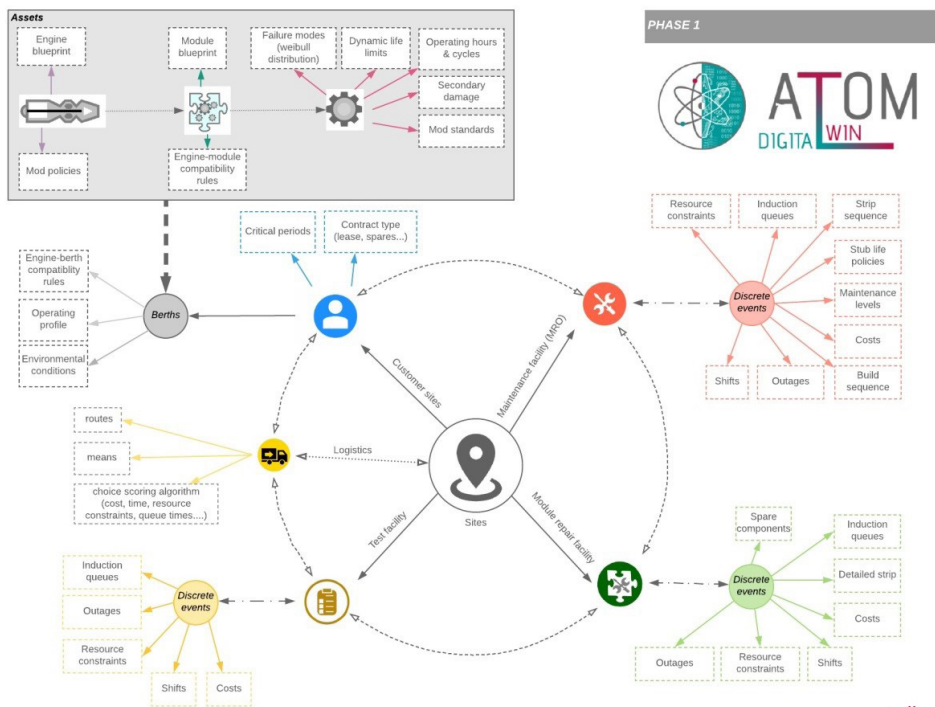 Assets
Engine
blueprint
Module
blueprint
Failure modes
(weibull
distribution)
Dynamic life
limits
Operating hours
& cycles
Secondary
damage
Mod standards
Mod policies
Engine-module
compatibility
rules
PHASE 1
ATOM
DIGITAL TWIN
Critical periods
Contract type
(lease, spares...)
Engine-berth
compatiblity
rules
Operating
profile
Environmental
conditions
Berths
Resource
constraints
Induction
queues
Strip
sequence
Stub life
policies
Maintenance
levels
Costs
Build
sequence
Discrete
events
Shifts
Outages
Customer sites
Maintenance facility (MRO)
routes
means
choice scoring algorithm
(cost, time, resource
constraints, queue times....)
Logistics
Sites
Test facility
Module repair facility
Induction
queues
Outages
Resource
constraints
Discrete
events
Shifts
Costs
Spare
components
Induction
queues
Detailed strip
Costs
Discrete
events
Outages
Resource
constraints
Shifts